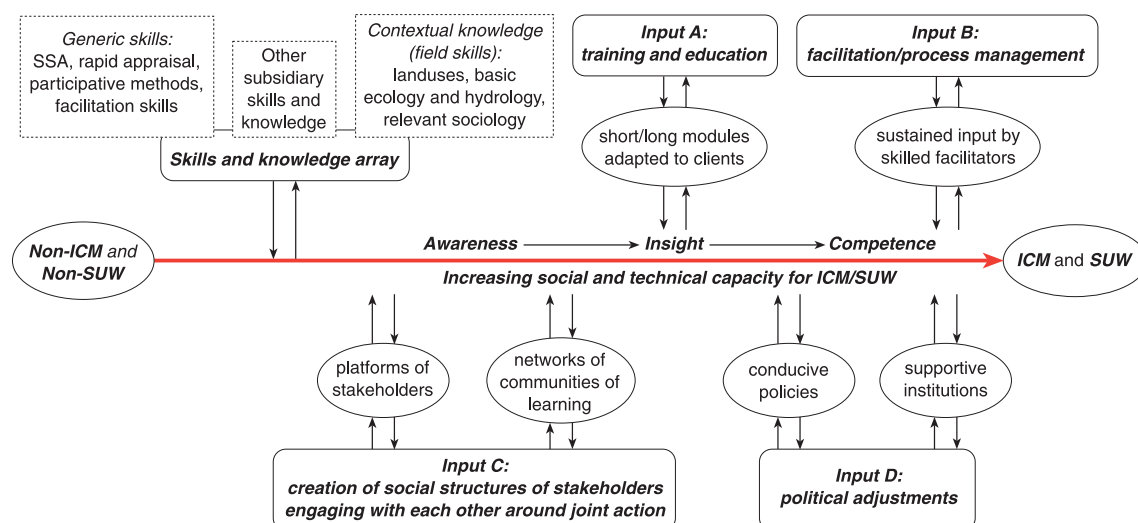 Generic skills:
SSA, rapid appraisal,
participative methods,
facilitation skills
Other
subsidiary
skills and
knowledge
Contextual knowledge
(field skills):
landuses, basic
ecology and hydrology,
relevant sociology
Skills and knowledge array
Input A:
training and education
short/long modules
adapted to clients
Input B:
facilitation/process management
sustained input by
skilled facilitators
Non-ICM and
Non-SUW
Awareness
Insight
Competence
Increasing social and technical capacity for ICM/SUW
ICM and SUW
platforms of
stakeholders
networks of
communities of
learning
conducive
policies
supportive
institutions
Input C:
creation of social structures of stakeholders
engaging with each other around joint action
Input D:
political adjustments